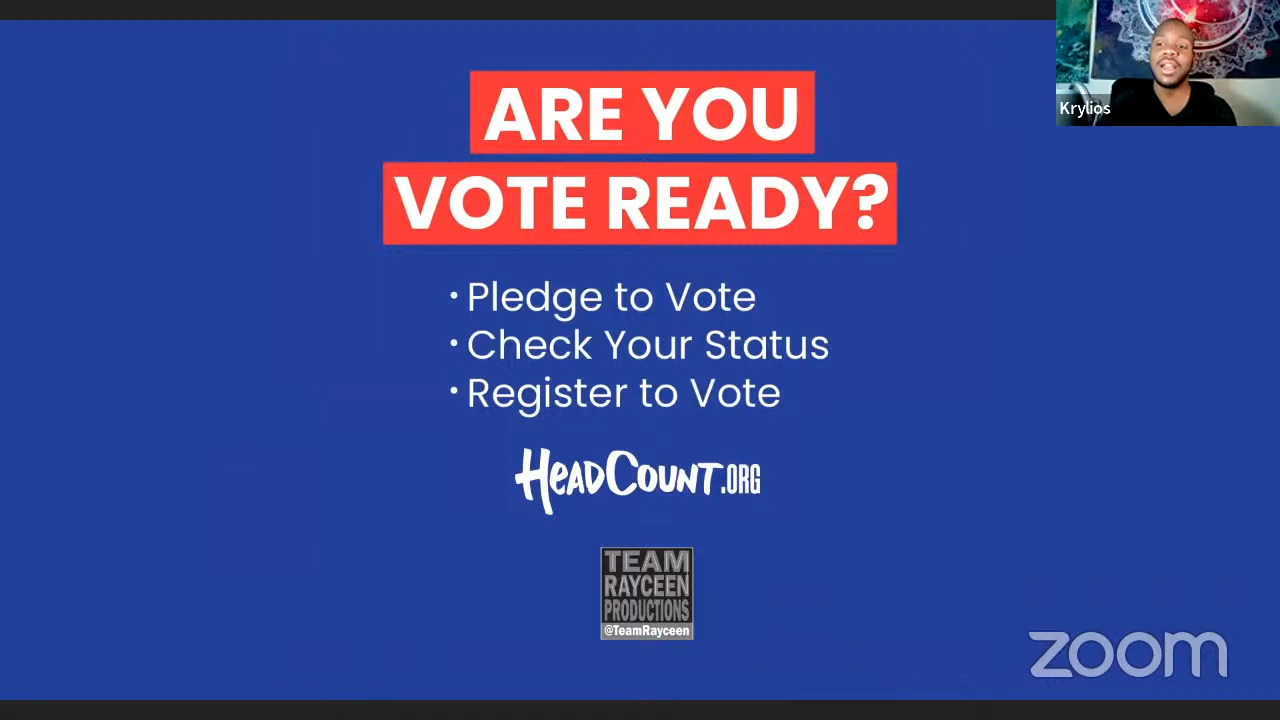 ARE YOU
VOTE READY?
· Pledge to Vote
· Check Your Status
· Register to Vote
HEADCOUNT.ORG
TEAM
RAYCEEN
PRODUCTIONS
@TeamRayceen
Krylios
zoom